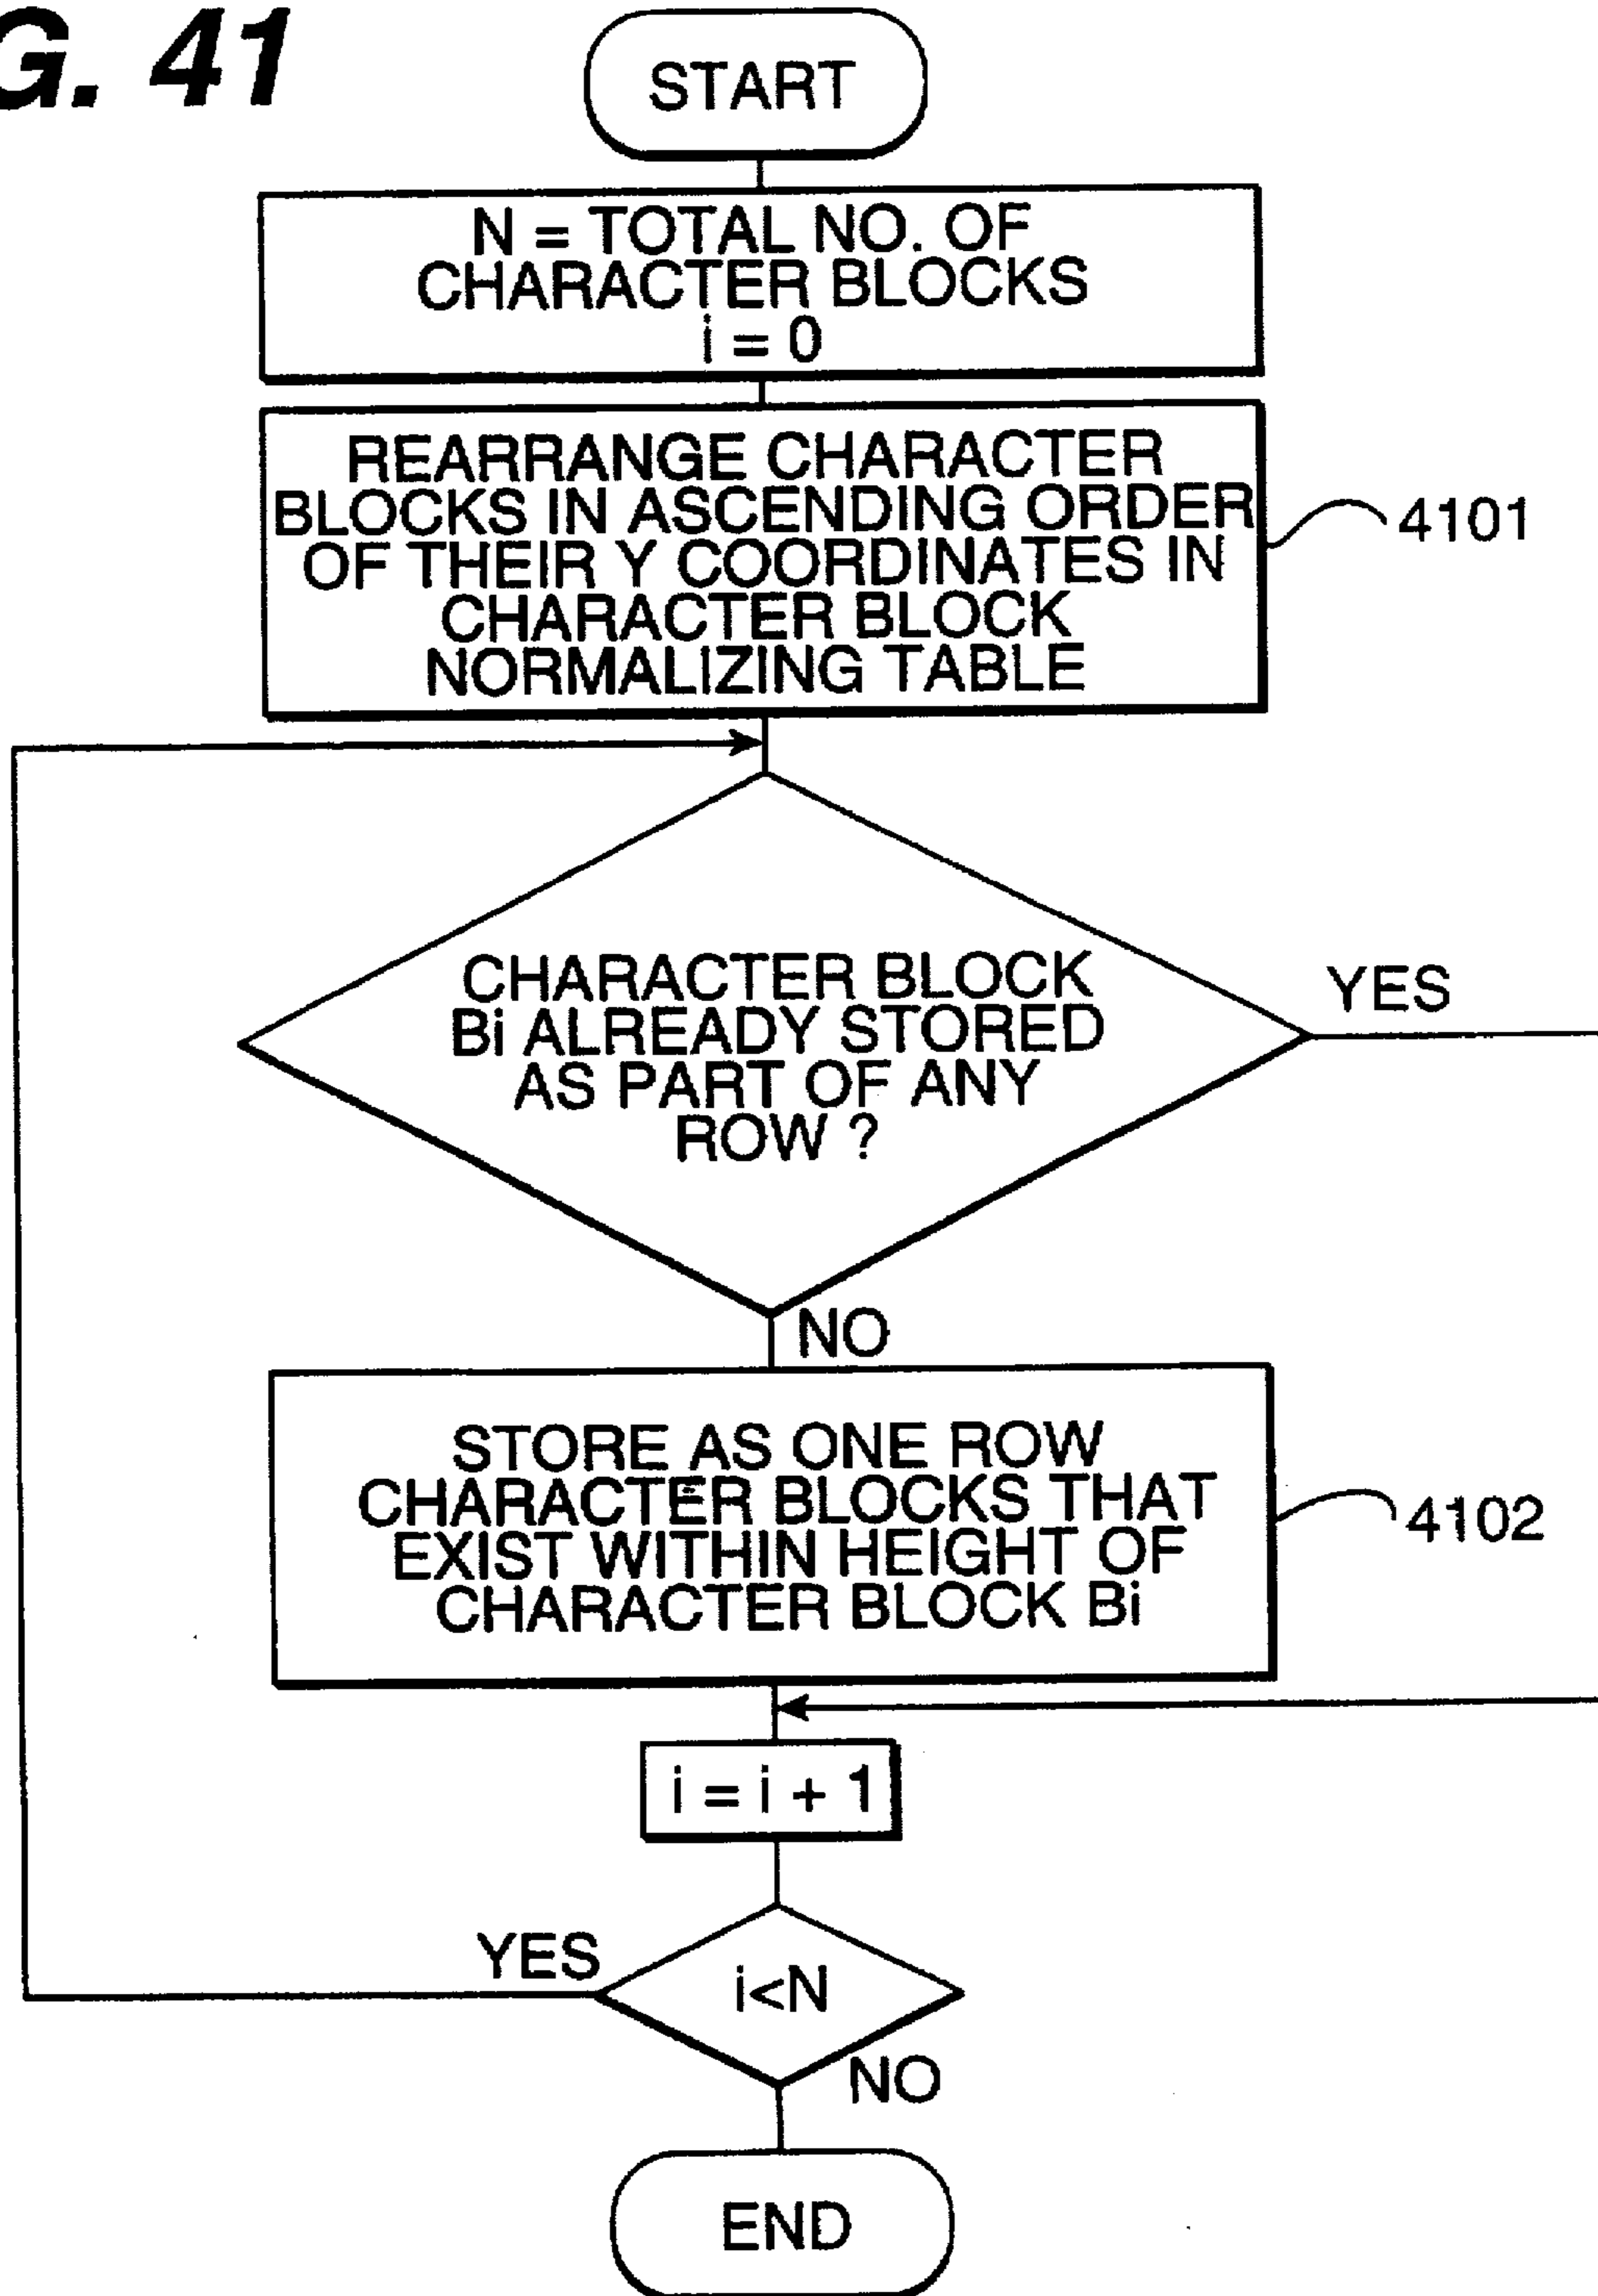 G. 41
START
N = TOTAL NO. OF
CHARACTER BLOCKS
i = 0
REARRANGE CHARACTER
BLOCKS IN ASCENDING ORDER
OF THEIR Y COORDINATES IN
CHARACTER BLOCK
NORMALIZING TABLE
4101
CHARACTER BLOCK
Bi ALREADY STORED
AS PART OF ANY
ROW ?
YES
NO
STORE AS ONE ROW
CHARACTER BLOCKS THAT
EXIST WITHIN HEIGHT OF
CHARACTER BLOCK Bi
4102
i = i + 1
YES
i<N
NO
END